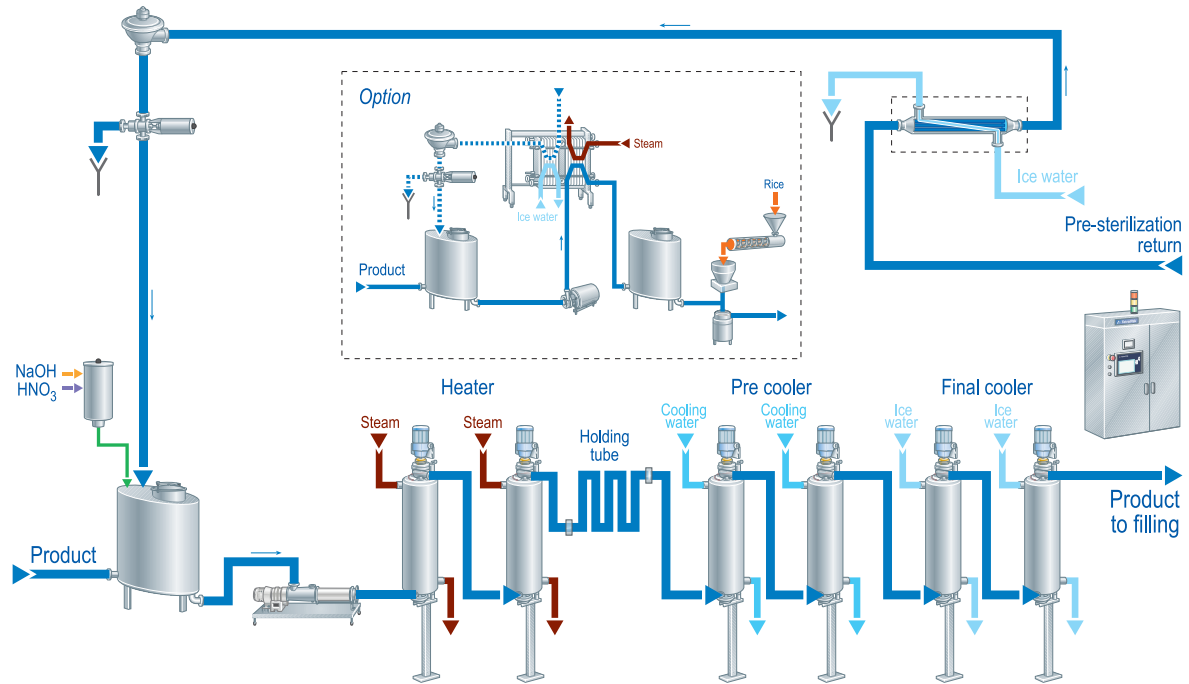 Option
Steam
Ice water
Rice
Product
Ice water
Pre-sterilization
return
NaOH
HNO3
Heater
Pre cooler
Final cooler
Steam
Steam
Holding
tube
Cooling
water
Cooling
water
Ice
water
Ice
water
Product
to filling
Product